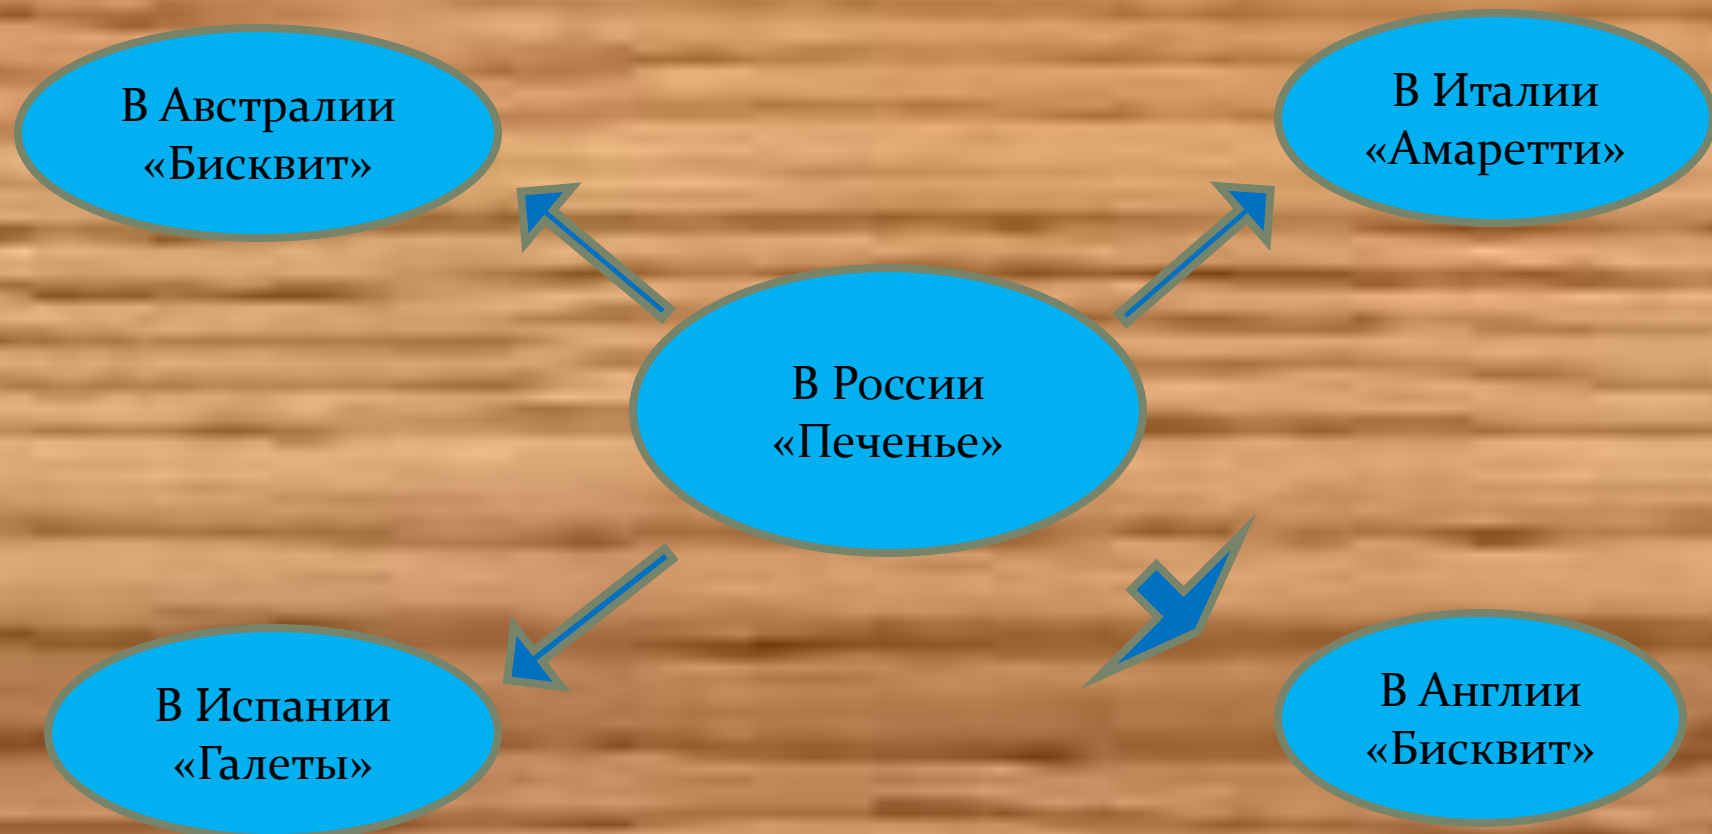 В Австралии
«Бисквит»
В Италии
«Амаретти»
В России
«Печенье»
В Испании
«Галеты»
В Англии
«Бисквит»